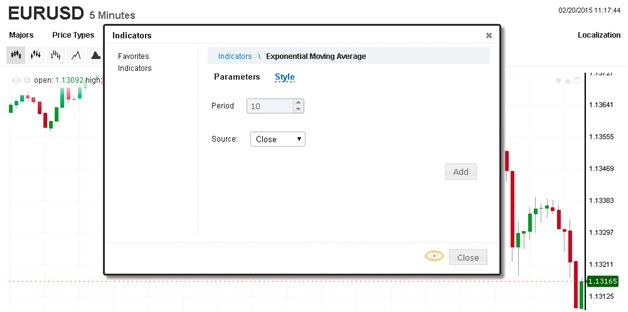 EURUSD 5 Minutes
02/20/2015 11:17:44
Majors Price Types
Localization
Indicators
Favorites
Indicators
Indicators \ Exponential Moving Average
Parameters Style
Period 10
Source: Close
Add
Close
open: 1.13092 high:
1.13727
1.13641
1.13555
1.13469
1.13383
1.13297
1.13211
1.13165
1.13125